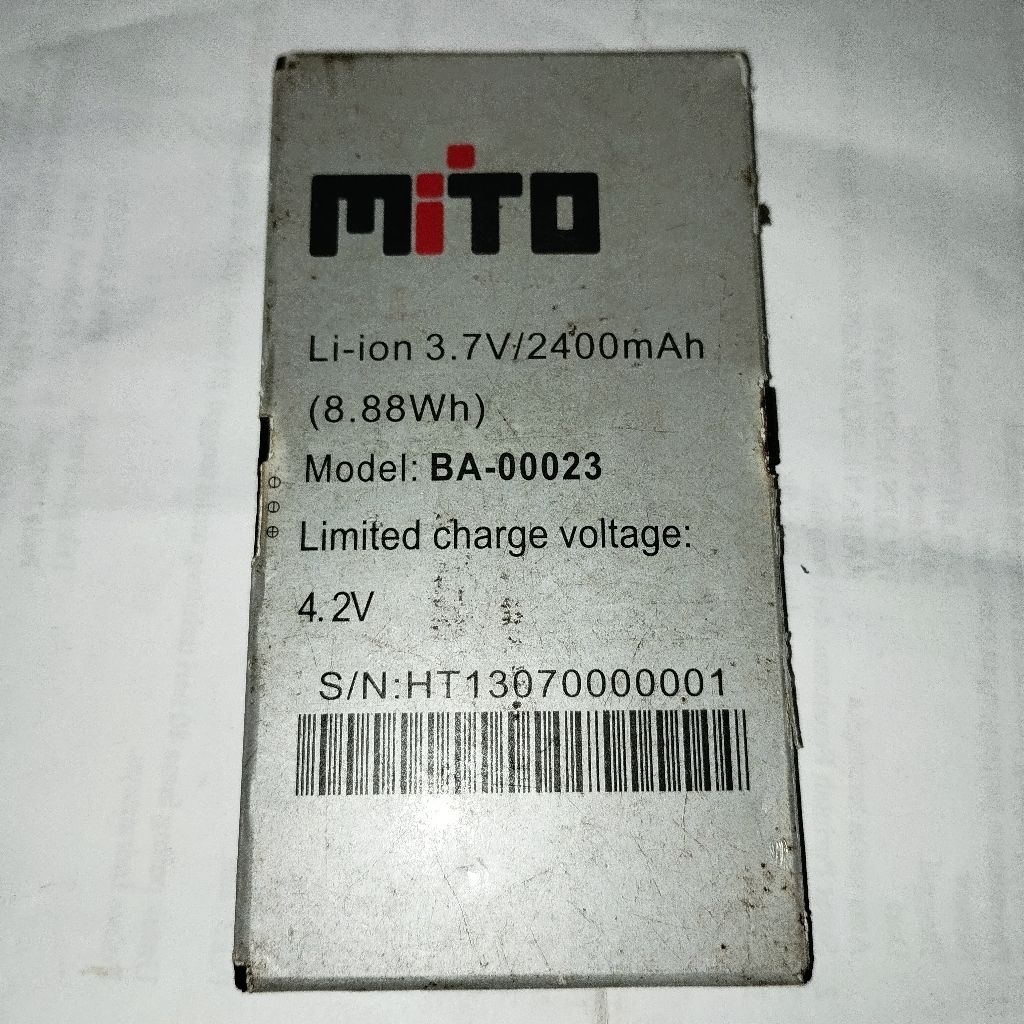 MiTO
Li-ion 3.7V/2400mAh
(8.88Wh)
Model: BA-00023
Limited charge voltage:
4.2V
S/N:HT13070000001